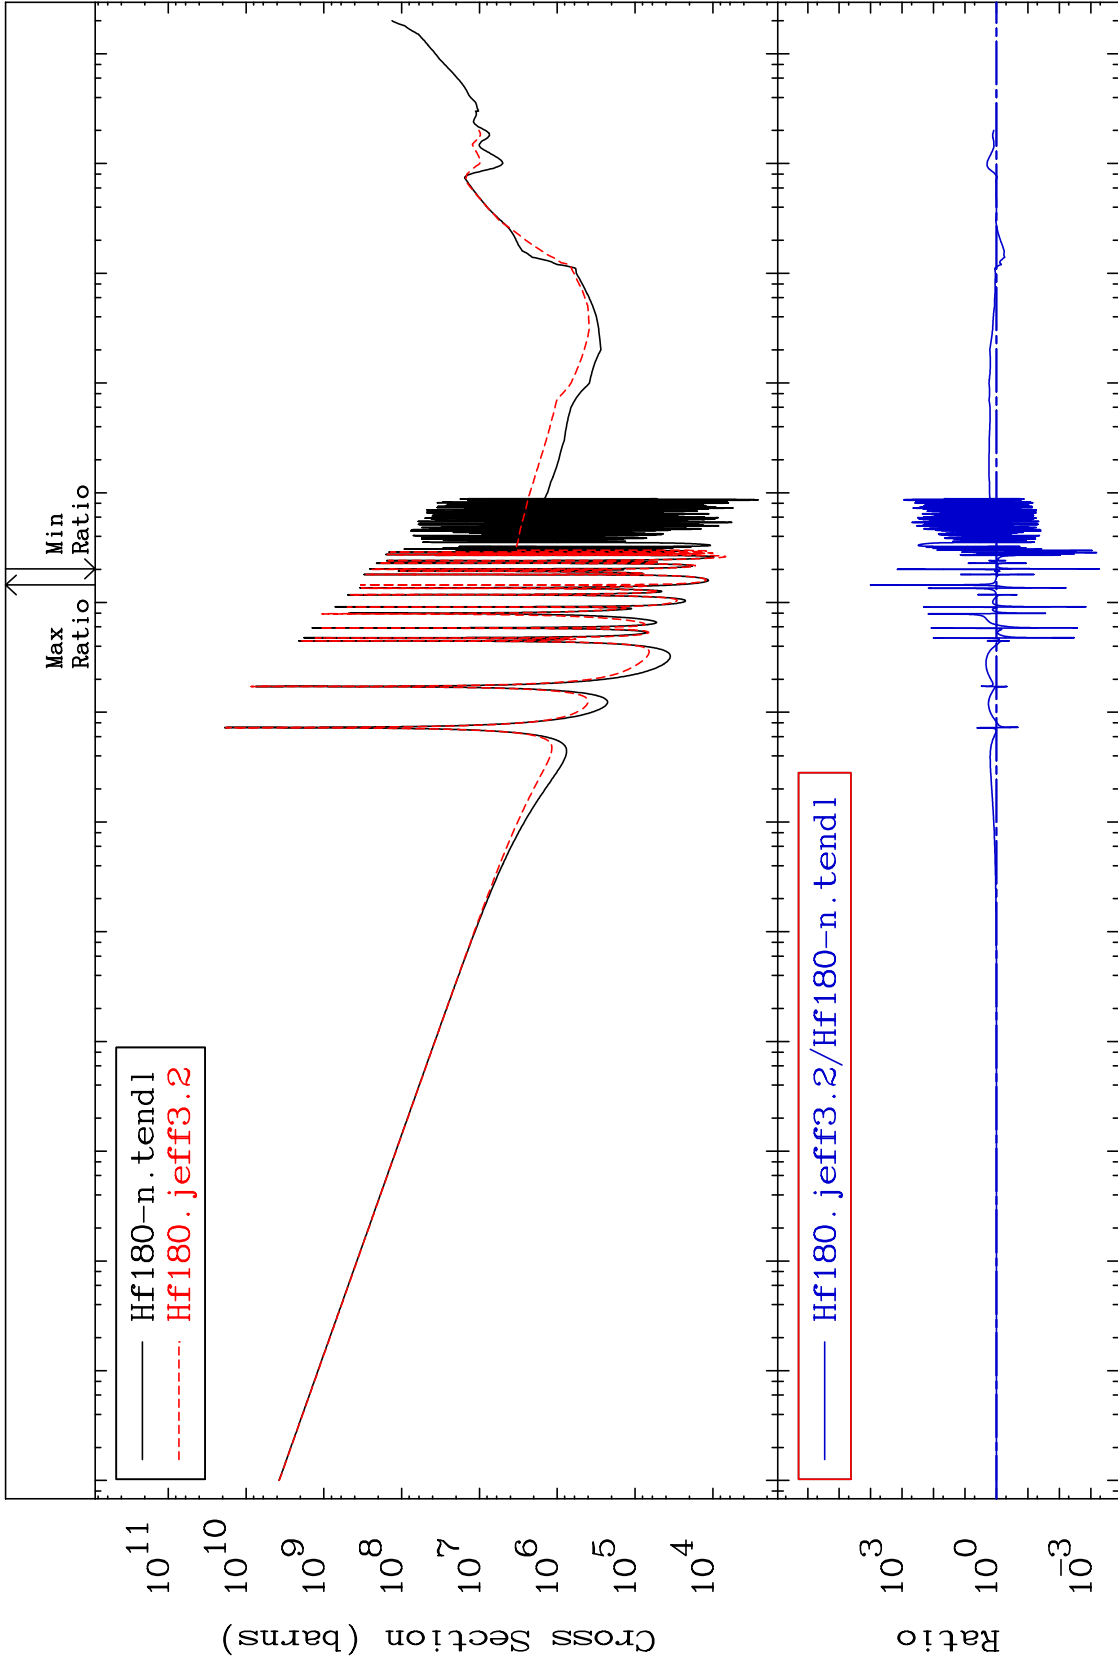 Max
Ratio
Min
Ratio
Hf180-n.tendl
Hf180.jeff3.2
Cross Section (barns)
10^11
10^10
10^9
10^8
10^7
10^6
10^5
10^4
Hf180.jeff3.2/Hf180-n.tendl
Ratio
10^3
10^0
10^-3